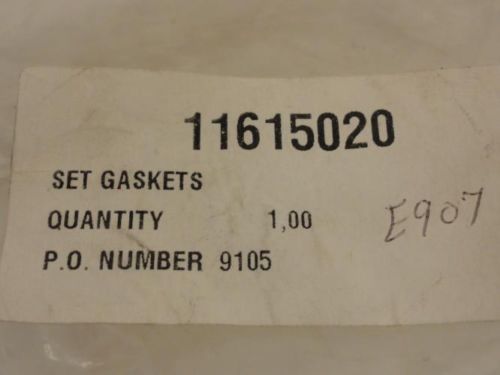 11615020
SET GASKETS
QUANTITY 1,00
E907
P.O. NUMBER 9105